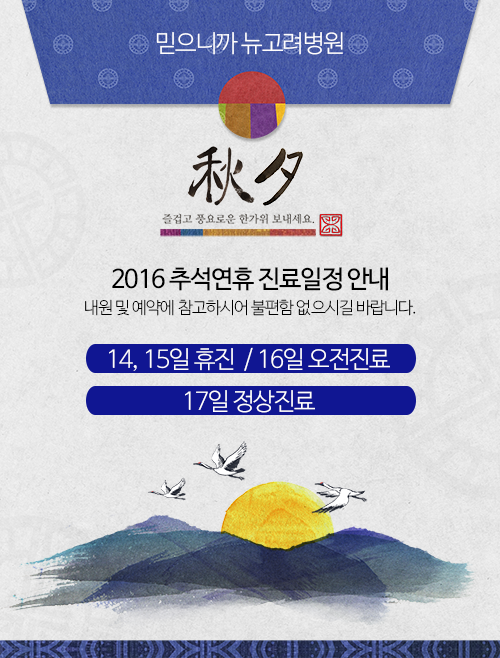 믿으니까 뉴고려병원
秋夕
즐겁고 풍요로운 한가위 보내세요.
2016 추석연휴 진료일정 안내
내원 및 예약에 참고하시어 불편함 없으시길 바랍니다.
14, 15일 휴진 / 16일 오전진료
17일 정상진료